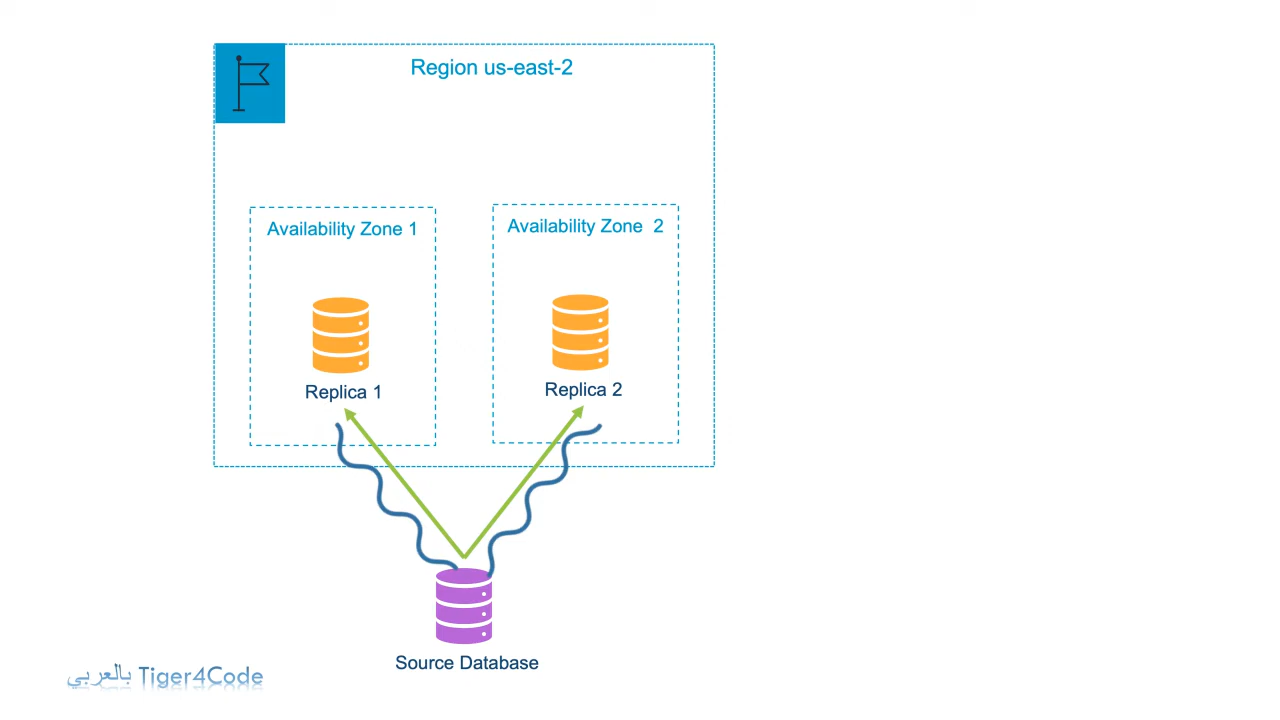 Region us-east-2
Availability Zone 1
Availability Zone  2
Replica 1
Replica 2
Source Database
Tiger4Code بالعربي